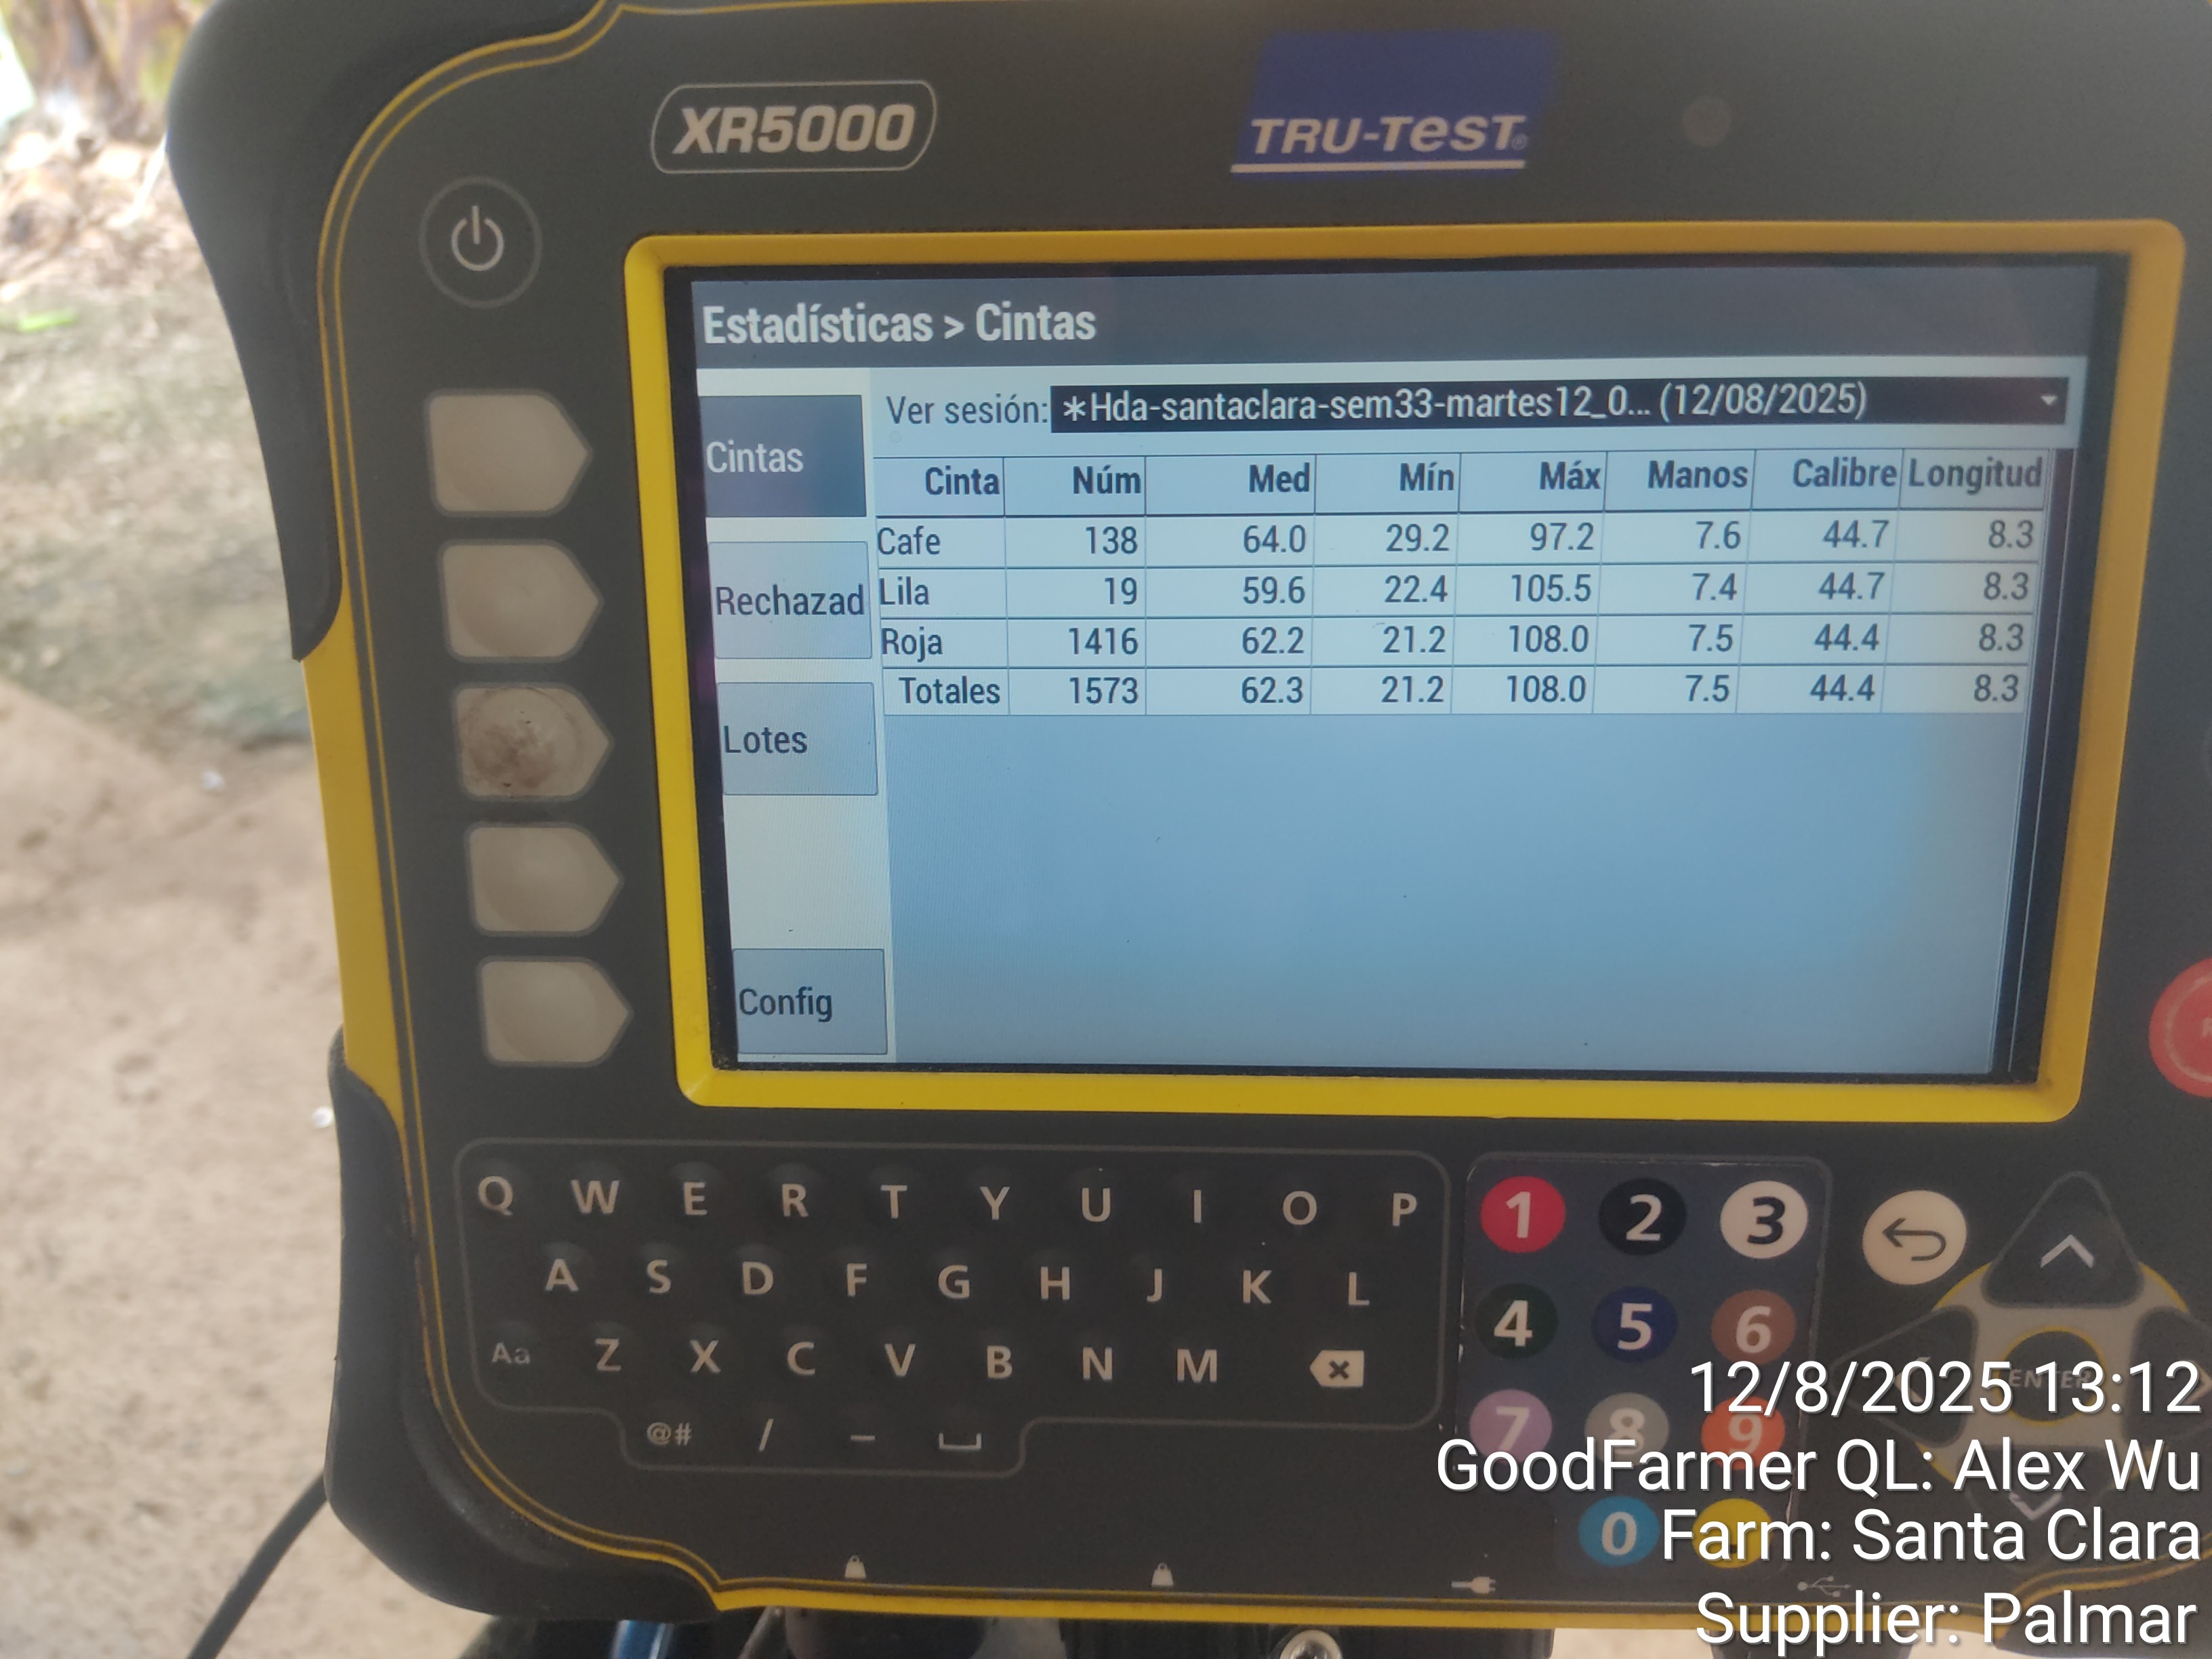 XR5000
TRU-TEST®
Estadísticas > Cintas
Cintas
Ver sesión: *Hda-santaclara-sem33-martes12_0... (12/08/2025)
Cinta Núm Med Mín Máx Manos Calibre Longitud
Cafe 138 64.0 29.2 97.2 7.6 44.7 8.3
Lila 19 59.6 22.4 105.5 7.4 44.7 8.3
Roja 1416 62.2 21.2 108.0 7.5 44.4 8.3
Totales 1573 62.3 21.2 108.0 7.5 44.4 8.3
Rechazad
Lotes
Config
Q W E R T Y U I O P
A S D F G H J K L
Aa Z X C V B N M
@# / –
1 2 3
4 5 6
7 8 9
0
ENTER
12/8/2025 13:12
GoodFarmer QL: Alex Wu
Farm: Santa Clara
Supplier: Palmar